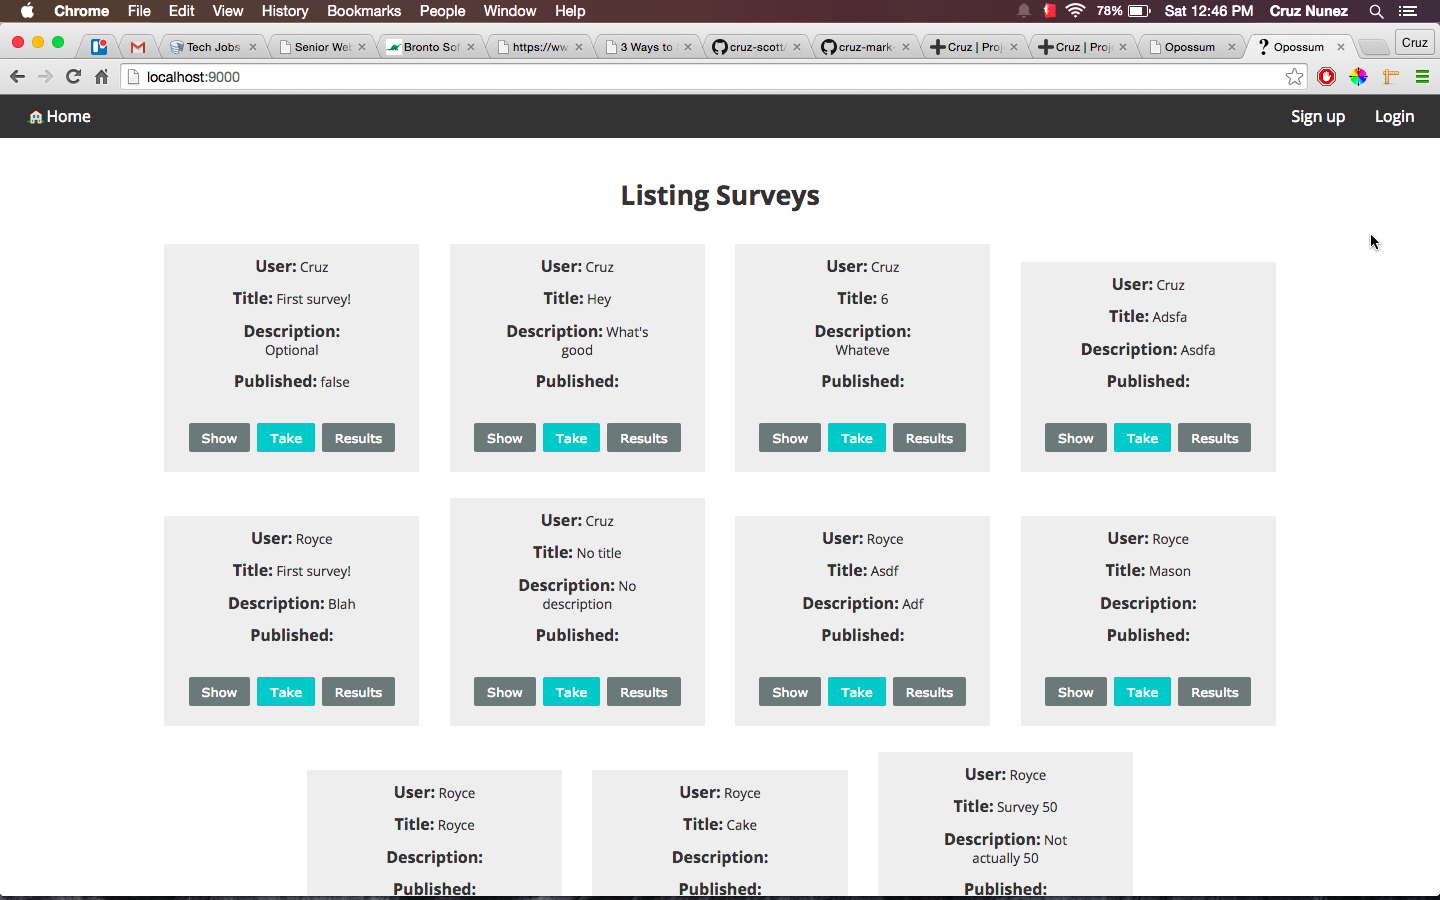 Chrome File Edit View History Bookmarks People Window Help 78% Sat 12:46 PM Cruz Nunez
Tech Jobs Senior Wel Bronto Sof https://ww 3 Ways to cruz-scott/ cruz-mark- Cruz | Proj Cruz | Proje Opossum Opossum Cruz
localhost:9000
Home Sign up Login
Listing Surveys
User: Cruz
Title: First survey!
Description:
Optional
Published: false
Show Take Results
User: Cruz
Title: Hey
Description: What's
good
Published:
Show Take Results
User: Cruz
Title: 6
Description:
Whateve
Published:
Show Take Results
User: Cruz
Title: Adsfa
Description: Asdfa
Published:
Show Take Results
User: Royce
Title: First survey!
Description: Blah
Published:
Show Take Results
User: Cruz
Title: No title
Description: No
description
Published:
Show Take Results
User: Royce
Title: Asdf
Description: Adf
Published:
Show Take Results
User: Royce
Title: Mason
Description:
Published:
Show Take Results
User: Royce
Title: Royce
Description:
Published:
User: Royce
Title: Cake
Description:
Published:
User: Royce
Title: Survey 50
Description: Not
actually 50
Published: